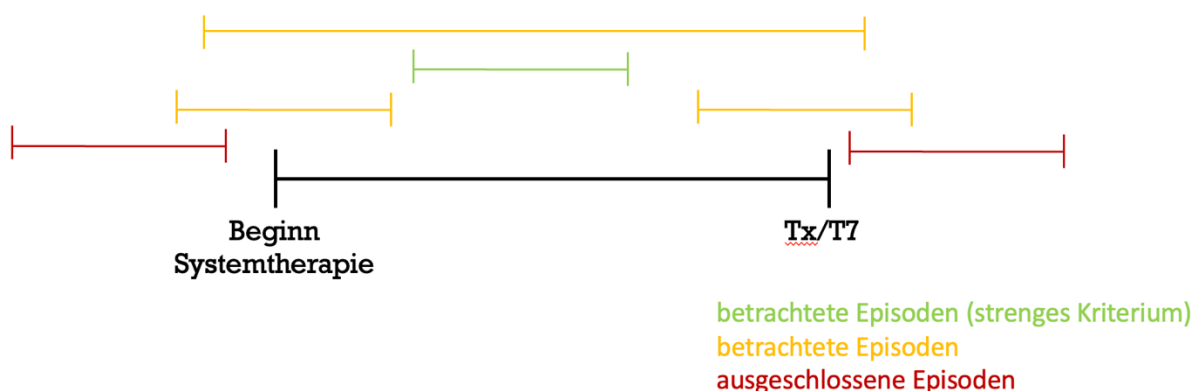 Beginn
Systemtherapie
Tx/T7
betrachtete Episoden (strenges Kriterium)
betrachtete Episoden
ausgeschlossene Episoden